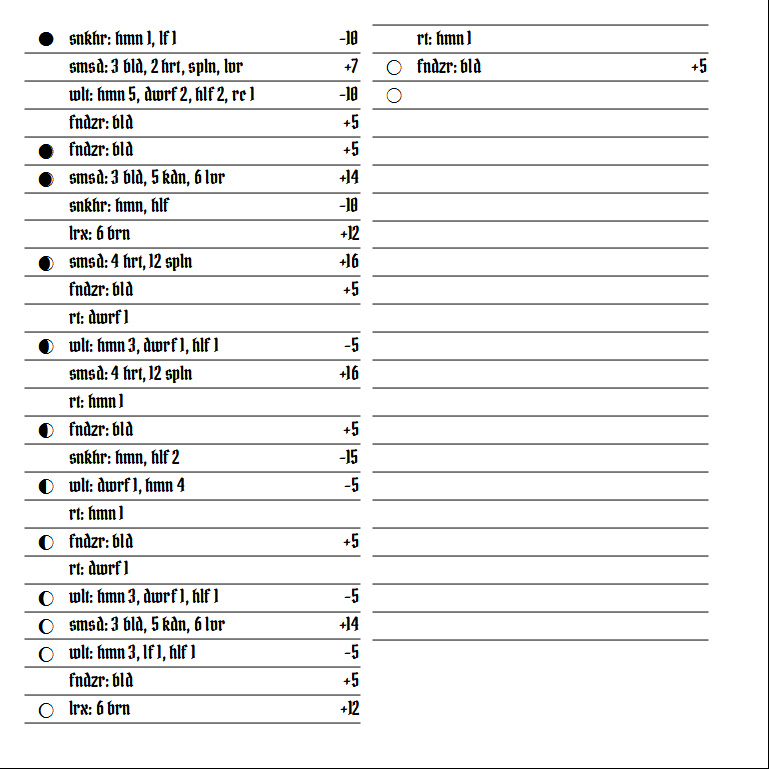 snkhr: hmn 1, lf 1 -10
smsd: 3 bld, 2 hrt, spln, lvr +7
wlt: hmn 5, dwrf 2, hlf 2, rc 1 -10
fndzr: bld +5
fndzr: bld +5
smsd: 3 bld, 5 kdn, 6 lvr +14
snkhr: hmn, hlf -10
lrx: 6 brn +12
smsd: 4 hrt, 12 spln +16
fndzr: bld +5
rt: dwrf 1
wlt: hmn 3, dwrf 1, hlf 1 -5
smsd: 4 hrt, 12 spln +16
rt: hmn 1
fndzr: bld +5
snkhr: hmn, hlf 2 -15
wlt: dwrf 1, hmn 4 -5
rt: hmn 1
fndzr: bld +5
rt: dwrf 1
wlt: hmn 3, dwrf 1, hlf 1 -5
smsd: 3 bld, 5 kdn, 6 lvr +14
wlt: hmn 3, lf 1, hlf 1 -5
fndzr: bld +5
lrx: 6 brn +12
rt: hmn 1
fndzr: bld +5